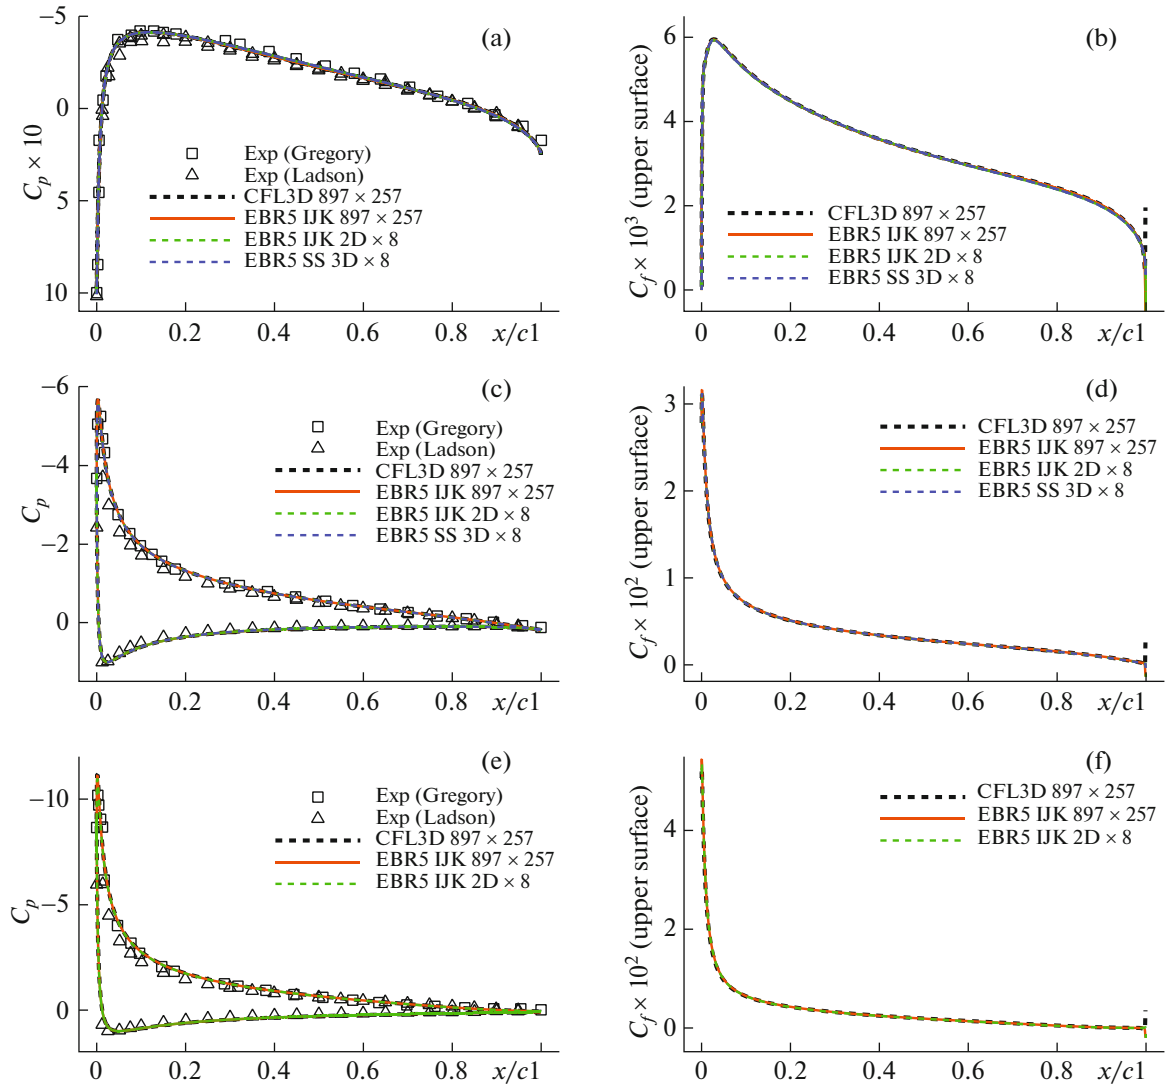 (a)
−5
0
5
10
C_p × 10
Exp (Gregory)
Exp (Ladson)
CFL3D 897 × 257
EBR5 IJK 897 × 257
EBR5 IJK 2D × 8
EBR5 SS 3D × 8
0 0.2 0.4 0.6 0.8 x/c1
(b)
6
4
2
0
C_f × 10³ (upper surface)
CFL3D 897 × 257
EBR5 IJK 897 × 257
EBR5 IJK 2D × 8
EBR5 SS 3D × 8
0 0.2 0.4 0.6 0.8 x/c1
(c)
−6
−4
−2
0
C_p
Exp (Gregory)
Exp (Ladson)
CFL3D 897 × 257
EBR5 IJK 897 × 257
EBR5 IJK 2D × 8
EBR5 SS 3D × 8
0 0.2 0.4 0.6 0.8 x/c1
(d)
3
2
1
0
C_f × 10² (upper surface)
CFL3D 897 × 257
EBR5 IJK 897 × 257
EBR5 IJK 2D × 8
EBR5 SS 3D × 8
0 0.2 0.4 0.6 0.8 x/c1
(e)
−10
−5
0
C_p
Exp (Gregory)
Exp (Ladson)
CFL3D 897 × 257
EBR5 IJK 897 × 257
EBR5 IJK 2D × 8
0 0.2 0.4 0.6 0.8 x/c1
(f)
4
2
0
C_f × 10² (upper surface)
CFL3D 897 × 257
EBR5 IJK 897 × 257
EBR5 IJK 2D × 8
0 0.2 0.4 0.6 0.8 x/c1